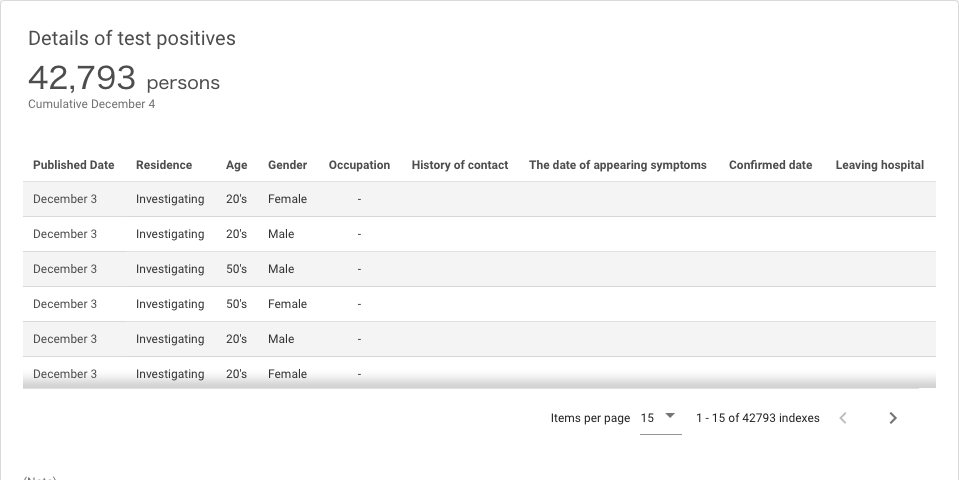 Details of test positives
42,793 persons
Cumulative December 4
Published Date Residence Age Gender Occupation History of contact The date of appearing symptoms Confirmed date Leaving hospital
December 3 Investigating 20's Female -
December 3 Investigating 20's Male -
December 3 Investigating 50's Male -
December 3 Investigating 50's Female -
December 3 Investigating 20's Male -
December 3 Investigating 20's Female -
Items per page 15 1 - 15 of 42793 indexes
(Note)